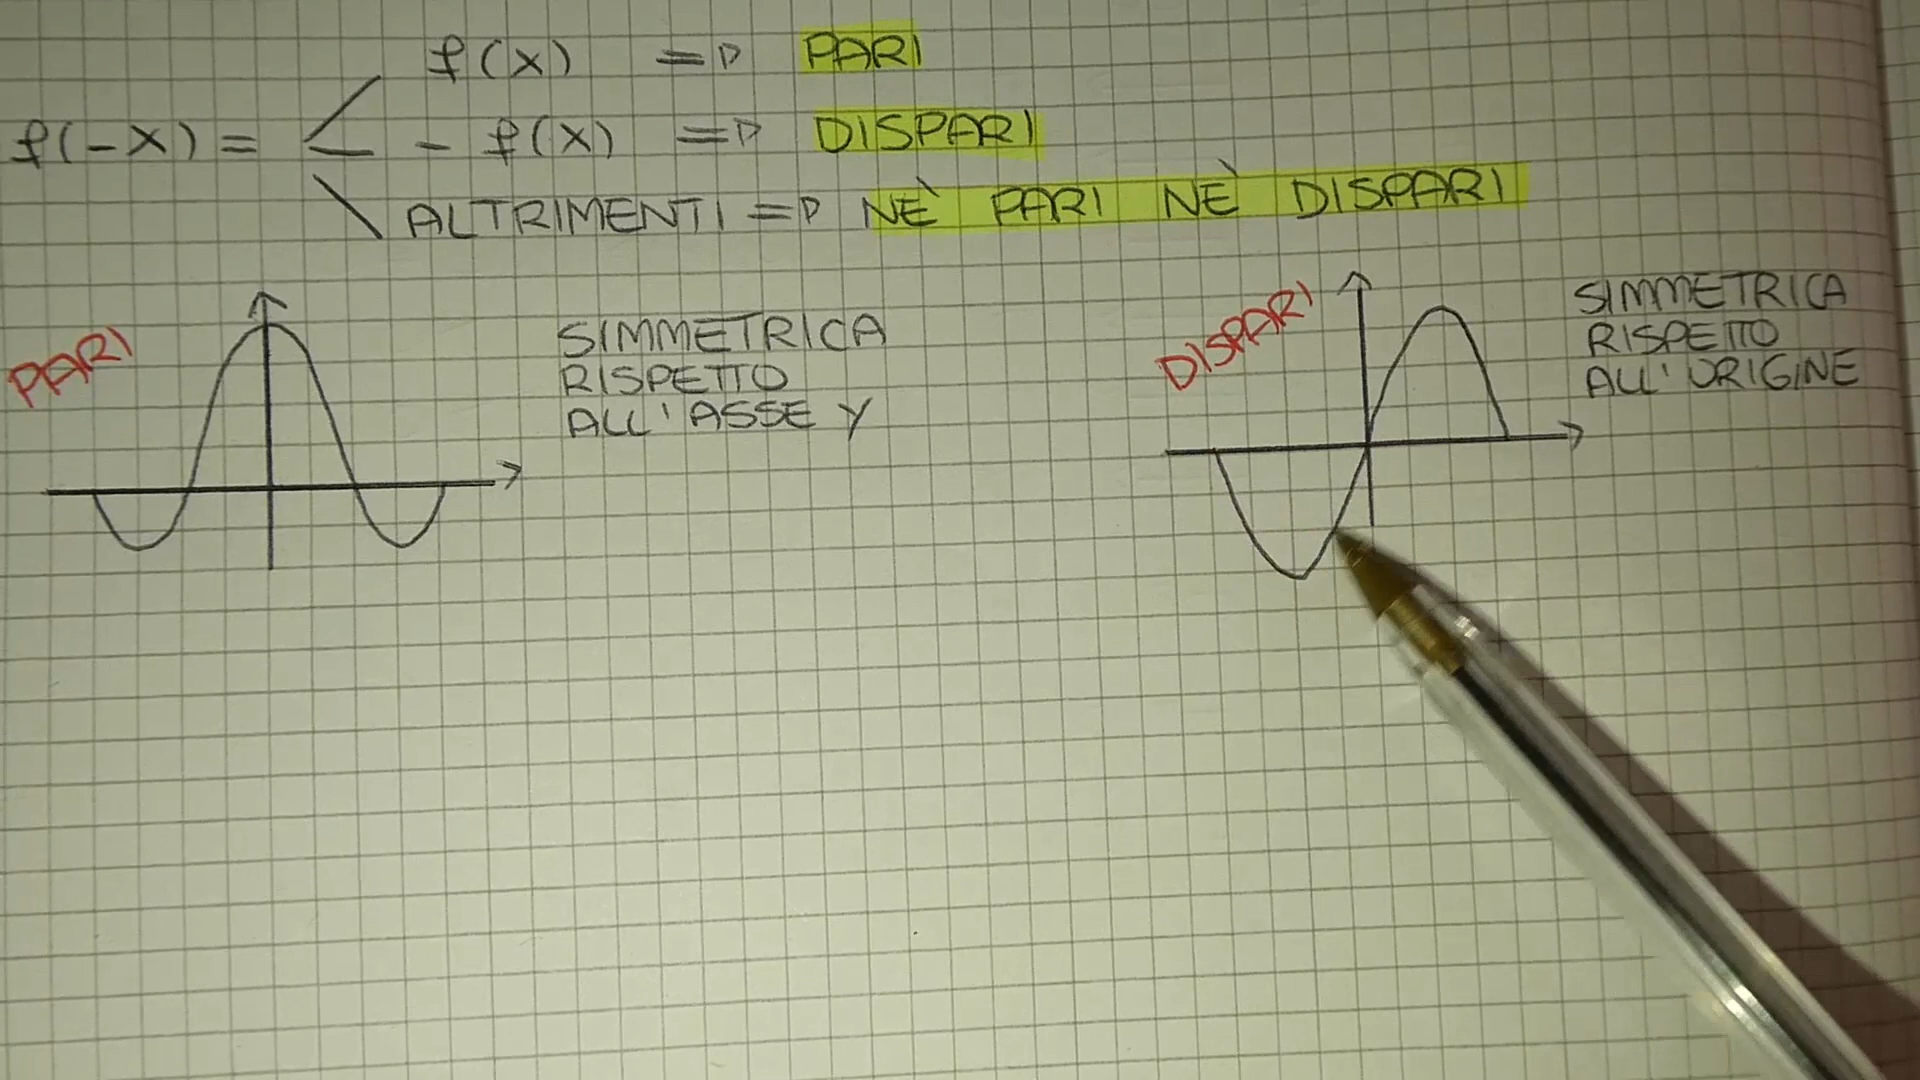 f(x) => PARI
f(-x) = - f(x) => DISPARI
ALTRIMENTI => NÈ PARI NÈ DISPARI
PARI
SIMMETRICA
RISPETTO
ALL'ASSE Y
DISPARI
SIMMETRICA
RISPETTO
ALL'ORIGINE